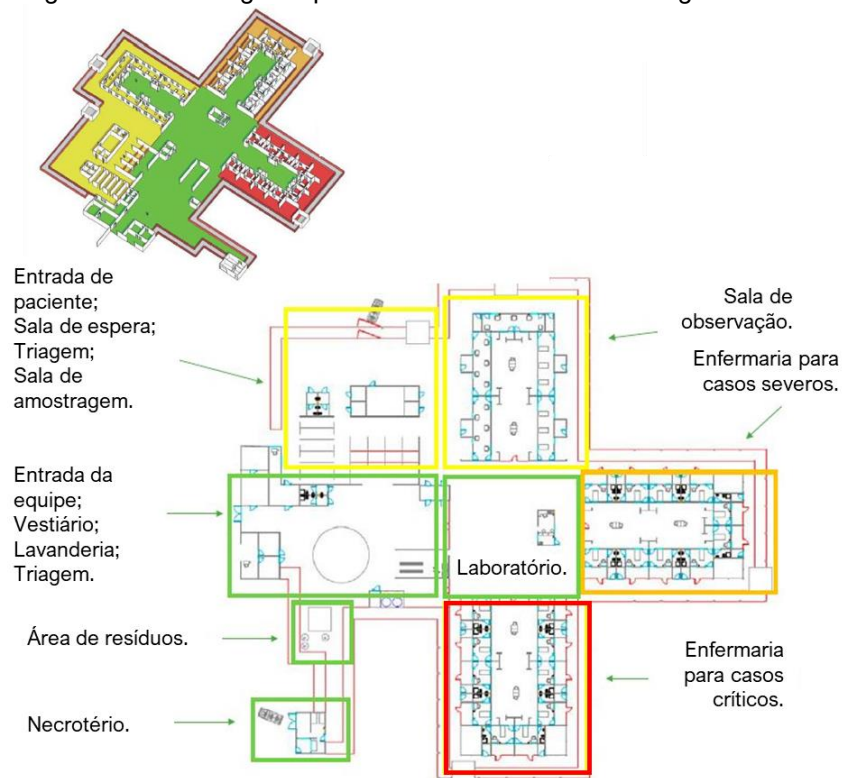 Entrada de
paciente;
Sala de espera;
Triagem;
Sala de
amostragem.
Sala de
observação.
Enfermaria para
casos severos.
Entrada da
equipe;
Vestiário;
Lavanderia;
Triagem.
Laboratório.
Área de resíduos.
Enfermaria
para casos
críticos.
Necrotério.